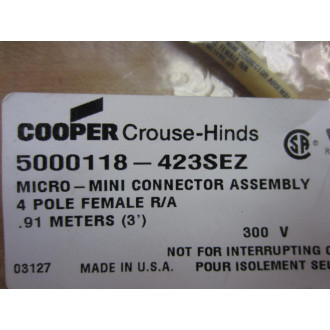 COOPER Crouse-Hinds
5000118-423SEZ
MICRO-MINI CONNECTOR ASSEMBLY
4 POLE FEMALE R/A
.91 METERS (3')
300 V
NOT FOR INTERRUPTING
03127 MADE IN U.S.A. POUR ISOLEMENT